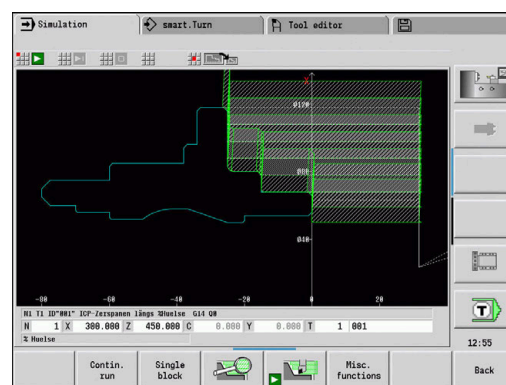 Simulation
smart.Turn
Tool editor
X
Ø120
Ø80
Ø40
-80 -60 -40 -20 0 20
N1 T1 ID"001" ICP-Zerspanen längs %Huelse G14 Q0
N 1 X 300.000 Z 450.000 C 0.000 Y 0.000 T 1 001
% Huelse
12:55
Contin. run
Single block
Misc. functions
Back
T